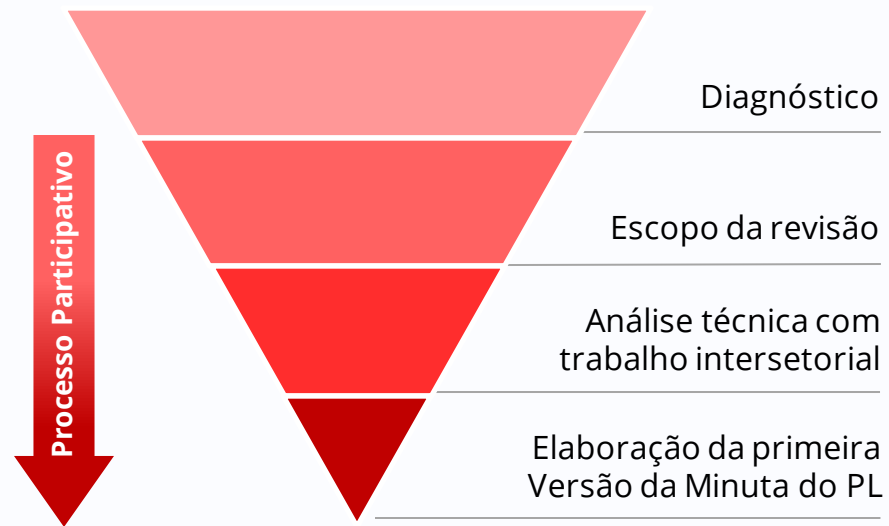 Diagnóstico
Processo Participativo
Escopo da revisão
Análise técnica com
trabalho intersetorial
Elaboração da primeira
Versão da Minuta do PL